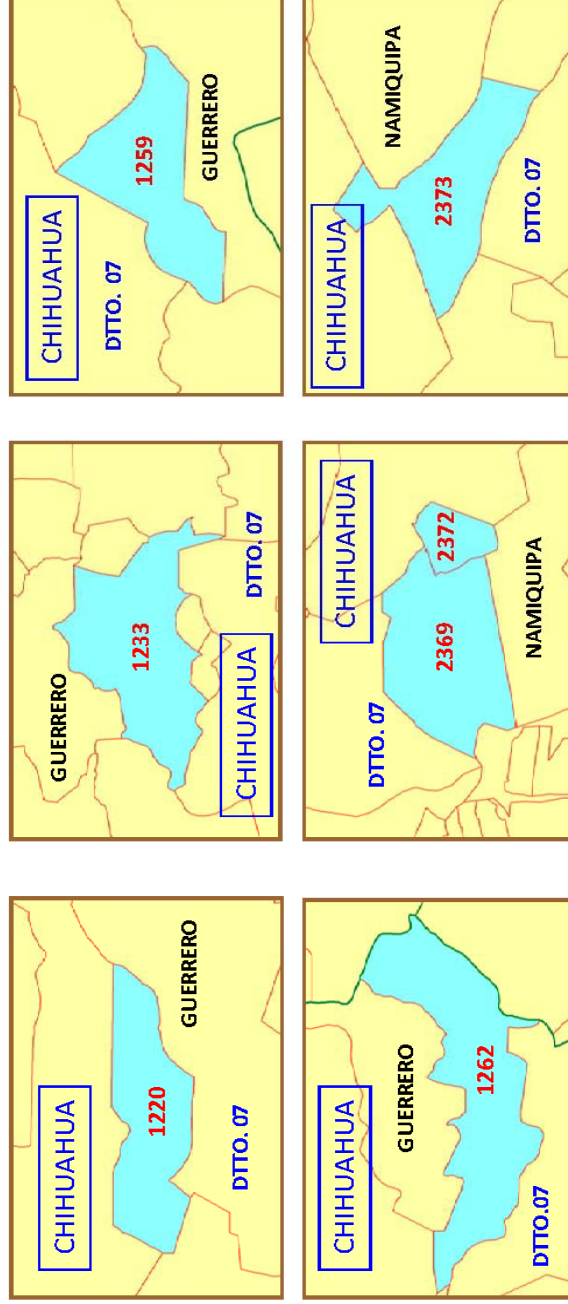 CHIHUAHUA
1220
GUERRERO
DTTO. 07
GUERRERO
1233
DTTO. 07
CHIHUAHUA
CHIHUAHUA
DTTO. 07
1259
GUERRERO
CHIHUAHUA
GUERRERO
1262
DTTO.07
CHIHUAHUA
DTTO. 07
2369
2372
NAMIQUIPA
CHIHUAHUA
NAMIQUIPA
2373
DTTO. 07